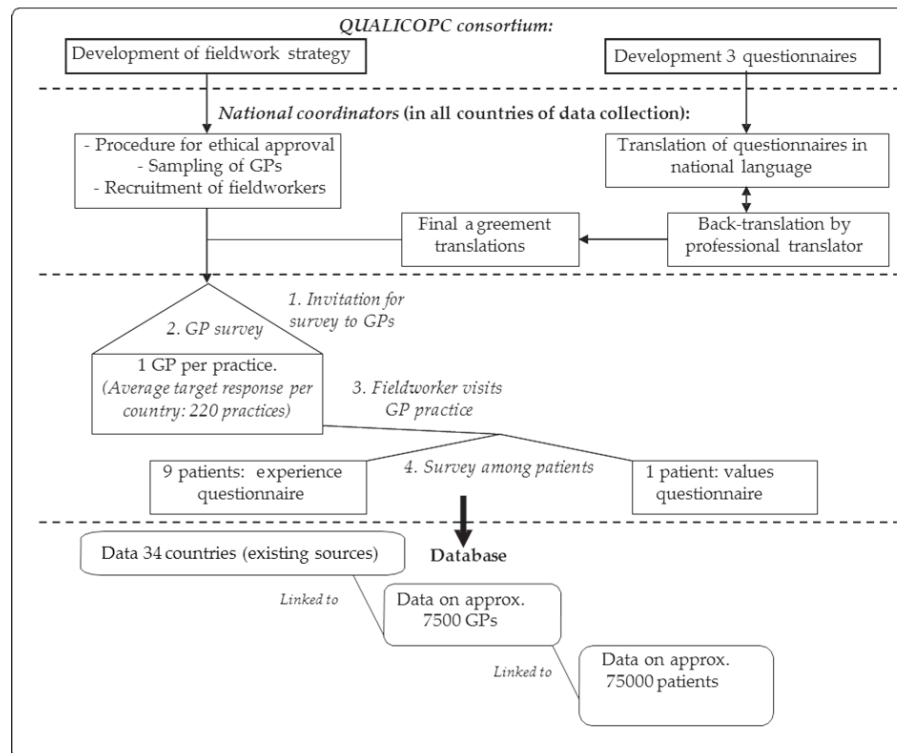 QUALICOPC consortium:
Development of fieldwork strategy
Development 3 questionnaires
National coordinators (in all countries of data collection):
- Procedure for ethical approval
- Sampling of GPs
- Recruitment of fieldworkers
Translation of questionnaires in
national language
Final a greement
translations
Back-translation by
professional translator
1. Invitation for
survey to GPs
2. GP survey
1 GP per practice.
(Average target response per
country: 220 practices)
3. Fieldworker visits
GP practice
9 patients: experience
questionnaire
4. Survey among patients
1 patient: values
questionnaire
Data 34 countries (existing sources)
Database
Linked to
Data on approx.
7500 GPs
Linked to
Data on approx.
75000 patients